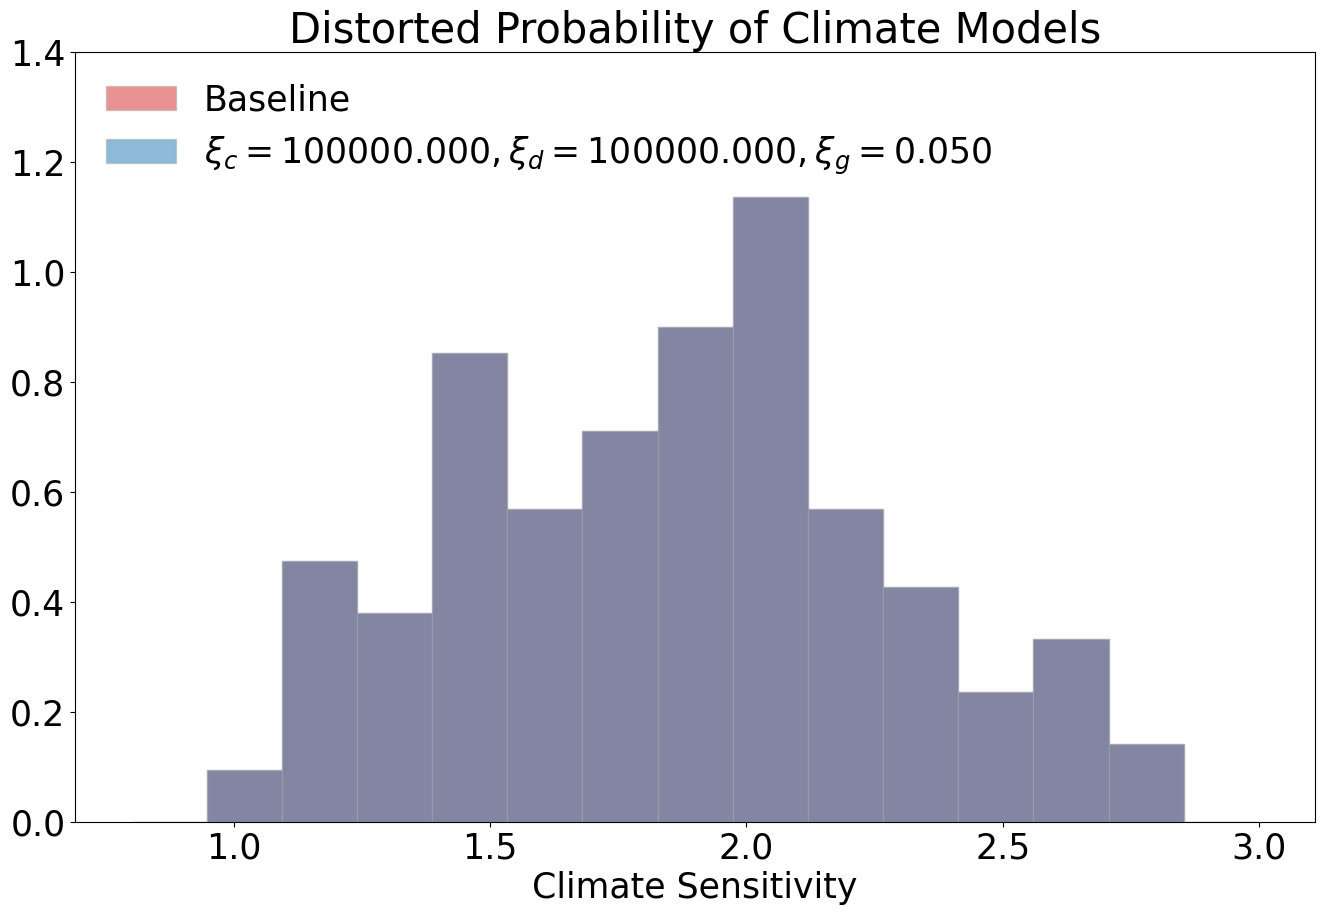 Distorted Probability of Climate Models
1.4
1.2
1.0
0.8
0.6
0.4
0.2
0.0
Baseline
ξc = 100000.000, ξd = 100000.000, ξg = 0.050
1.0 1.5 2.0 2.5 3.0
Climate Sensitivity